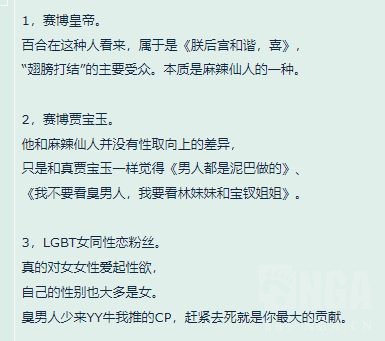 1，赛博皇帝。
百合在这种人看来，属于是《朕后宫和谐，喜》，
“翅膀打结”的主要受众。本质是麻辣仙人的一种。
2，赛博贾宝玉。
他和麻辣仙人并没有性取向上的差异，
只是和真贾宝玉一样觉得《男人都是泥巴做的》、
《我不要看臭男人，我要看林妹妹和宝钗姐姐》。
3，LGBT女同性恋粉丝。
真的对女女性爱起性欲，
自己的性别也大多是女。
臭男人少来YY牛我推的CP，赶紧去死就是你最大的贡献。
NGA